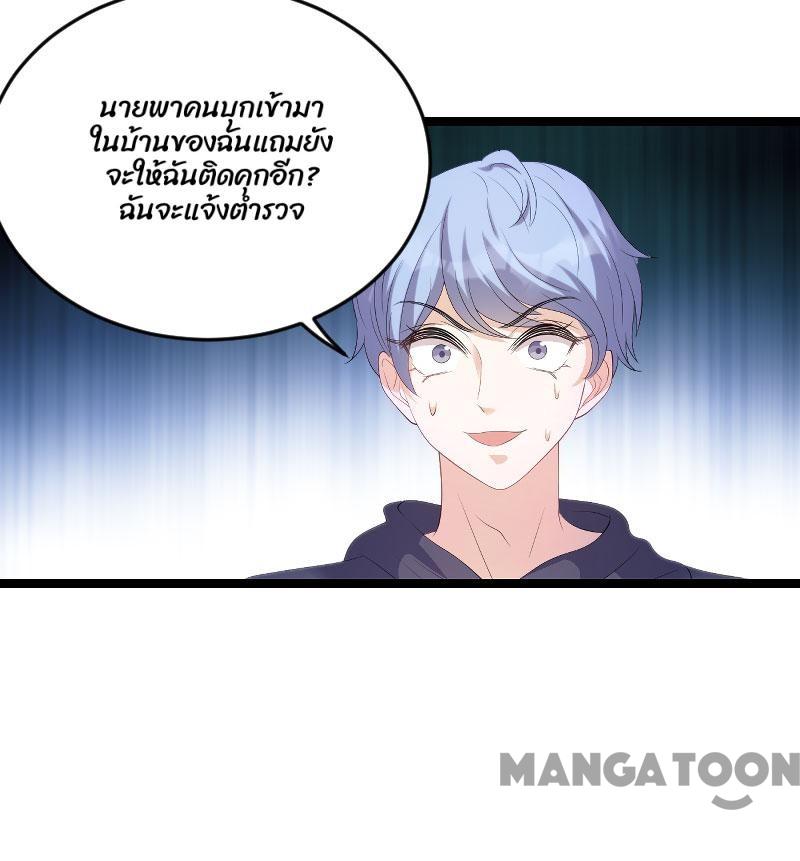 นายพาคนบุกเข้ามา
ในบ้านของฉันแถมยัง
จะให้ฉันติดคุกอีก?
ฉันจะแจ้งตำรวจ
MANGATOON